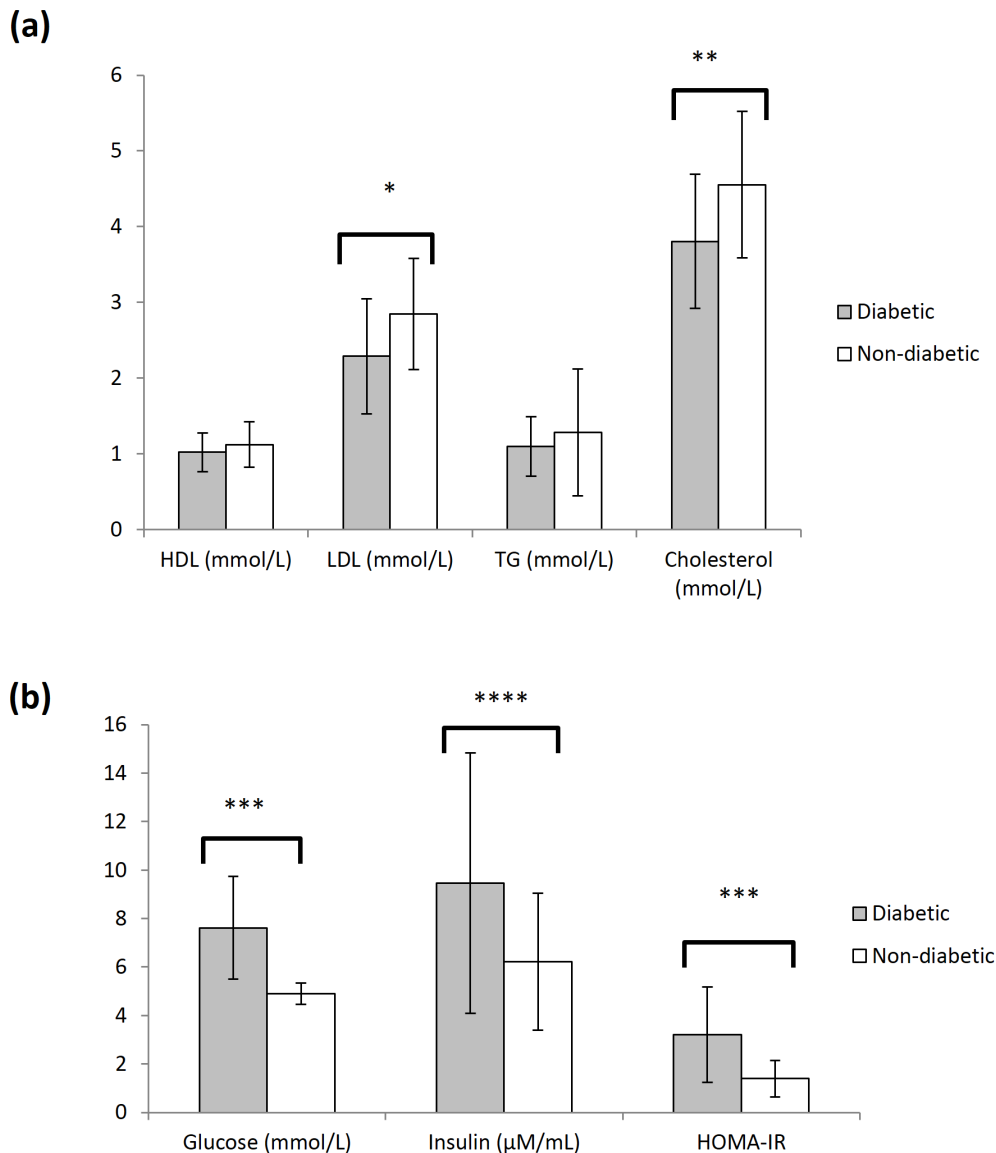 (a)
**
6
5
*
4
3
Diabetic
Non-diabetic
2
1
0
HDL (mmol/L) LDL (mmol/L) TG (mmol/L) Cholesterol
(mmol/L)
(b)
****
16
14
***
12
10
***
Diabetic
8
Non-diabetic
6
4
2
0
Glucose (mmol/L) Insulin (µM/mL) HOMA-IR